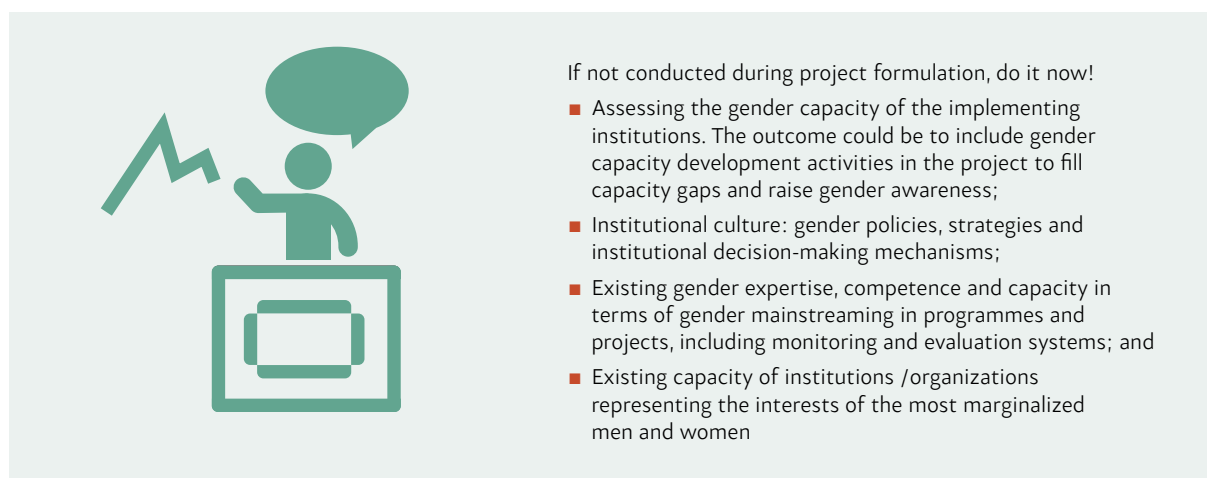 If not conducted during project formulation, do it now!
■ Assessing the gender capacity of the implementing
institutions. The outcome could be to include gender
capacity development activities in the project to fill
capacity gaps and raise gender awareness;
■ Institutional culture: gender policies, strategies and
institutional decision-making mechanisms;
■ Existing gender expertise, competence and capacity in
terms of gender mainstreaming in programmes and
projects, including monitoring and evaluation systems; and
■ Existing capacity of institutions /organizations
representing the interests of the most marginalized
men and women